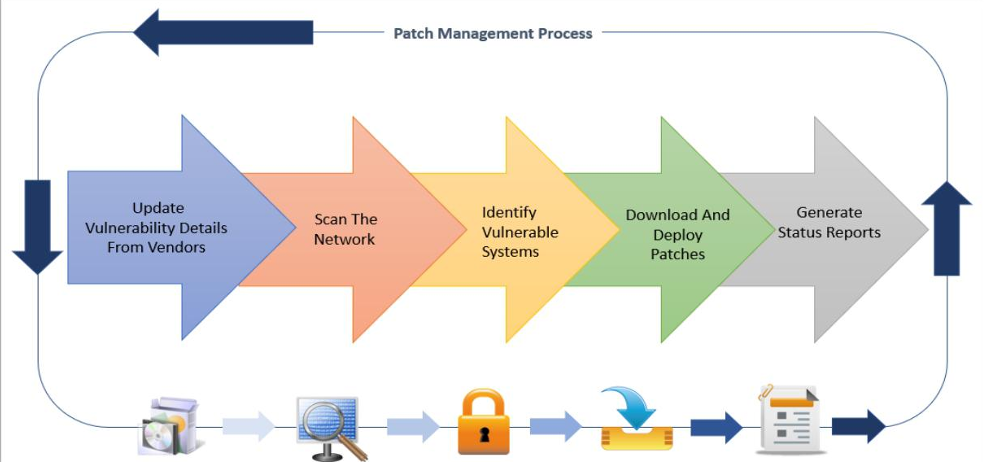 Patch Management Process
Update
Vulnerability Details
From Vendors
Scan The
Network
Identify
Vulnerable
Systems
Download And
Deploy
Patches
Generate
Status Reports